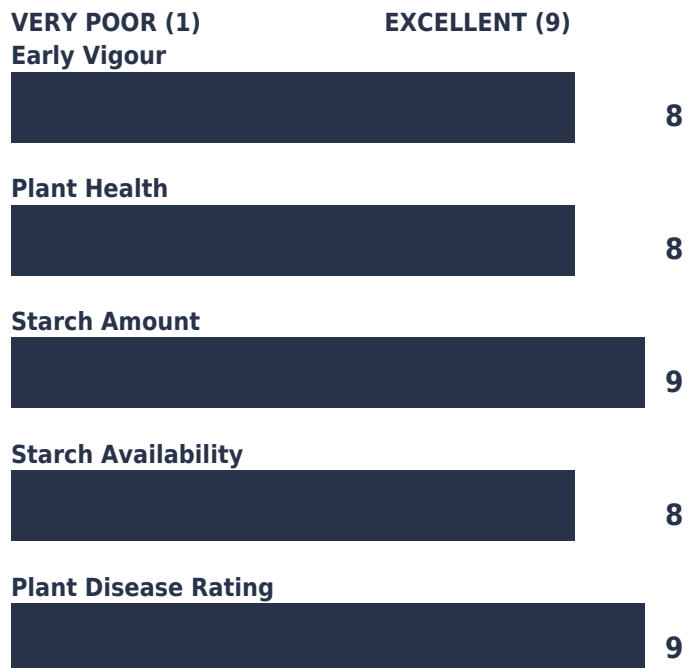 VERY POOR (1) EXCELLENT (9)
Early Vigour
8
Plant Health
8
Starch Amount
9
Starch Availability
8
Plant Disease Rating
9